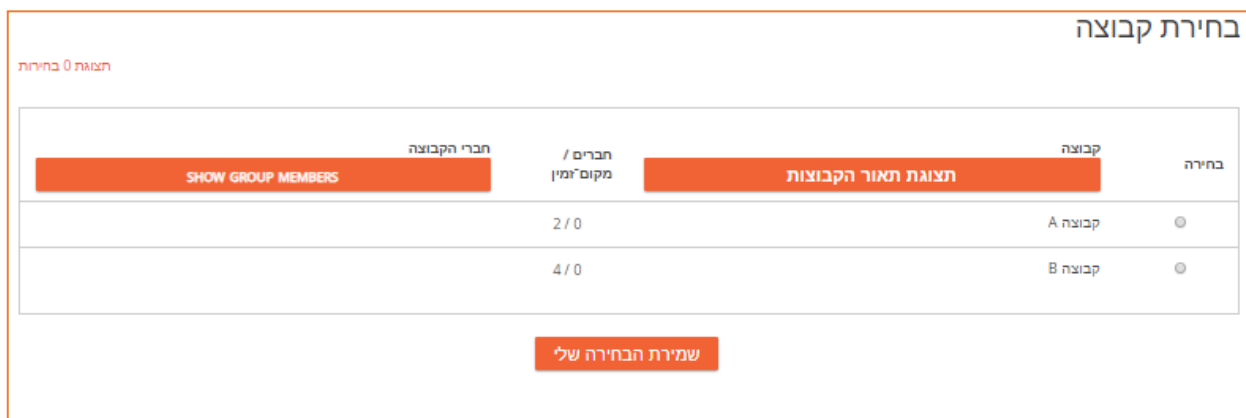 בחירת קבוצה
תצוגת 0 בחירות
בחירה
קבוצה
תצוגת תאור הקבוצות
חברים /
מקום־זמין
חברי הקבוצה
SHOW GROUP MEMBERS
קבוצה A
2 / 0
קבוצה B
4 / 0
שמירת הבחירה שלי